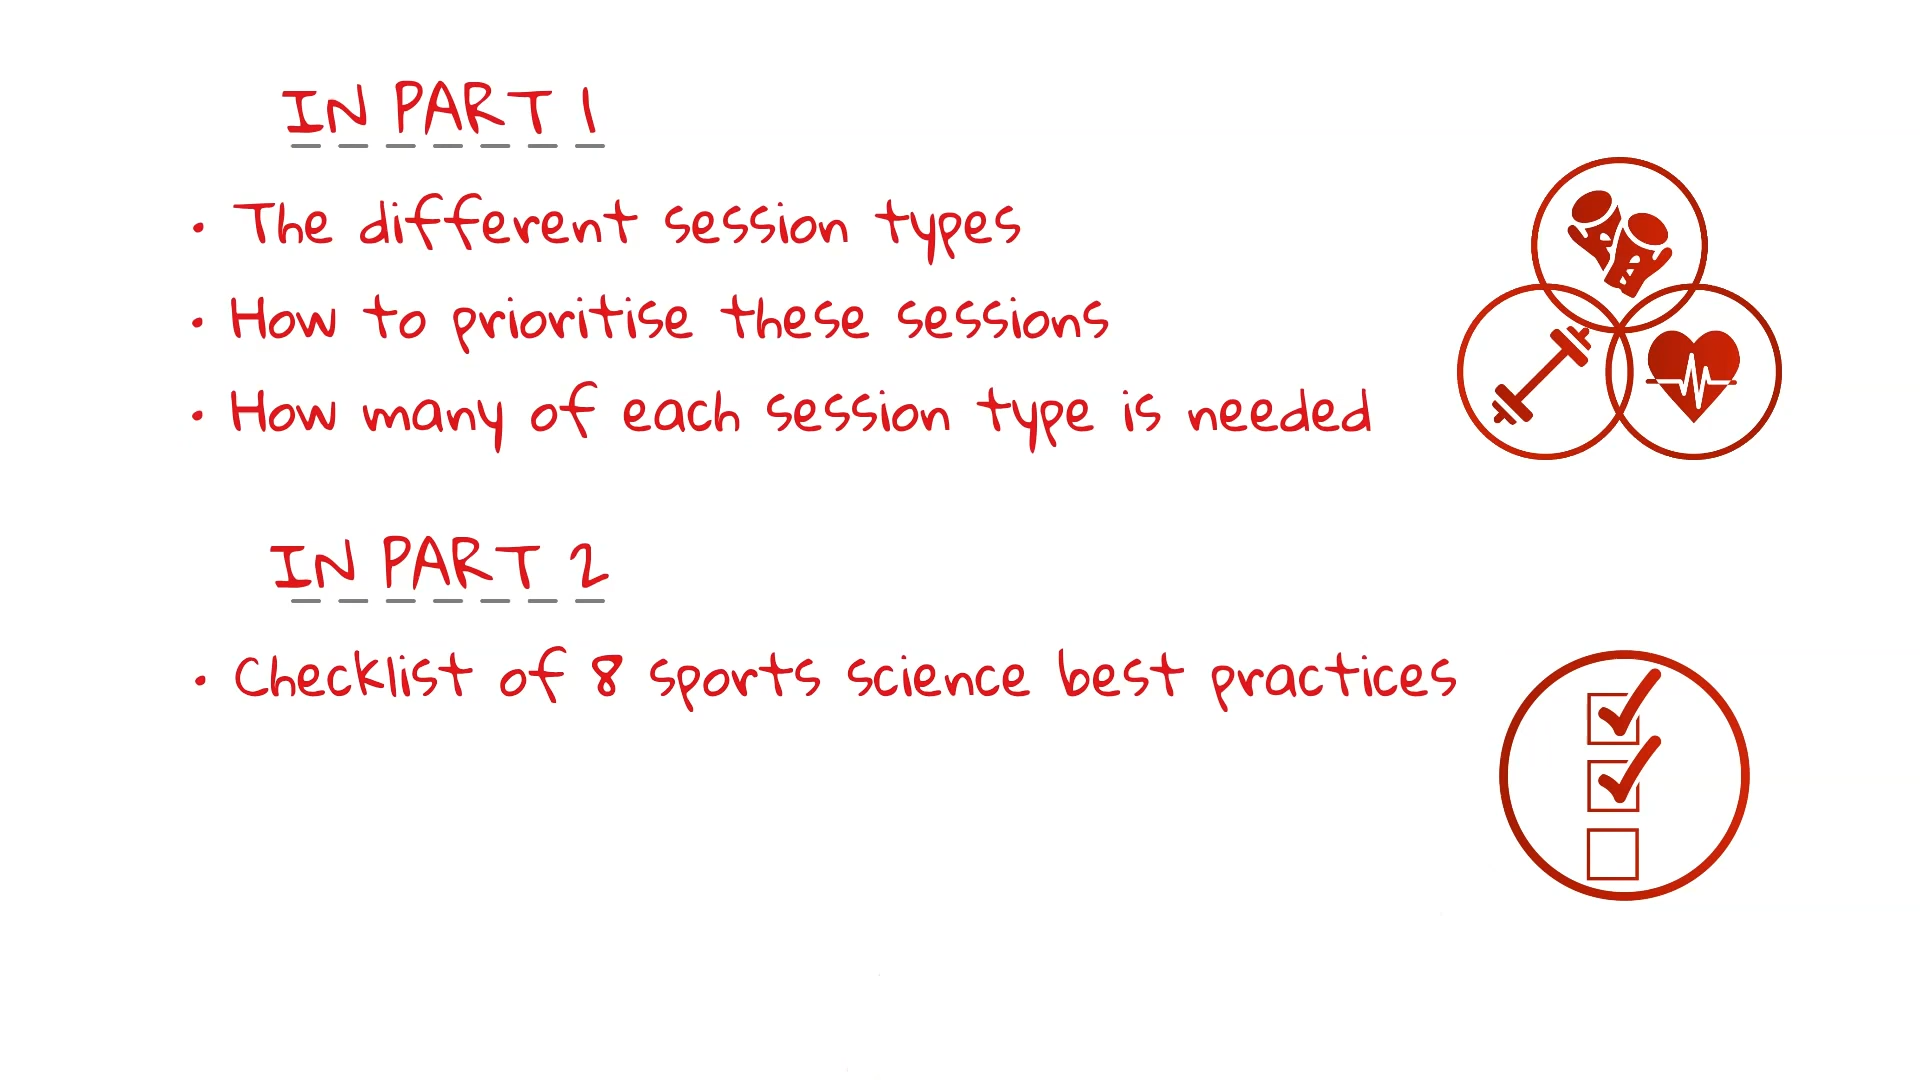 IN PART 1
• The different session types
• How to prioritise these sessions
• How many of each session type is needed
IN PART 2
• Checklist of 8 sports science best practices